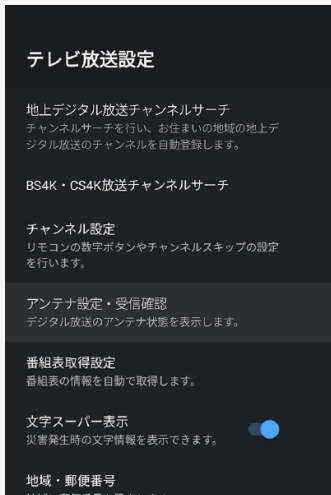 テレビ放送設定
地上デジタル放送チャンネルサーチ
チャンネルサーチを行い、お住まいの地域の地上デ
ジタル放送のチャンネルを自動登録します。
BS4K・CS4K放送チャンネルサーチ
チャンネル設定
リモコンの数字ボタンやチャンネルスキップの設定
を行います。
アンテナ設定・受信確認
デジタル放送のアンテナ状態を表示します。
番組表取得設定
番組表の情報を自動で取得します。
文字スーパー表示
災害発生時の文字情報を表示できます。
地域・郵便番号